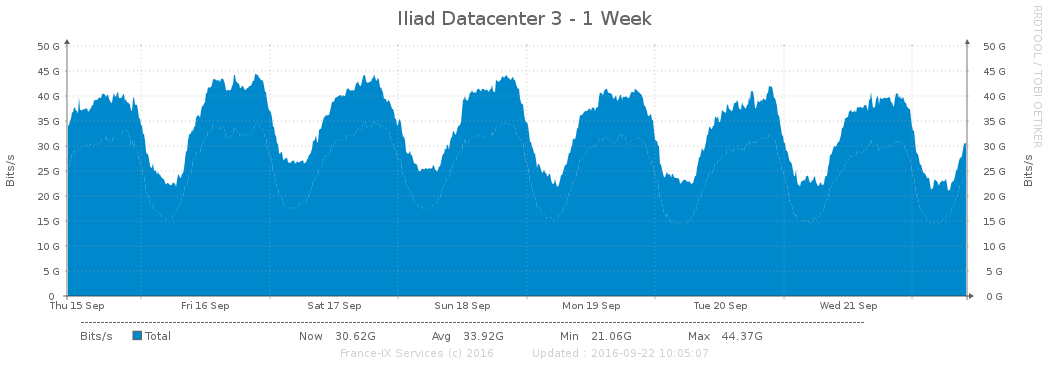 Iliad Datacenter 3 - 1 Week
RRDTOOL / TOBI OETIKER
Bits/s
50 G
45 G
40 G
35 G
30 G
25 G
20 G
15 G
10 G
5 G
0
50 G
45 G
40 G
35 G
30 G
25 G
20 G
15 G
10 G
5 G
0 G
Bits/s
Thu 15 Sep Fri 16 Sep Sat 17 Sep Sun 18 Sep Mon 19 Sep Tue 20 Sep Wed 21 Sep
Bits/s Total Now 30.62G Avg 33.92G Min 21.06G Max 44.37G
France-IX Services (c) 2016 Updated : 2016-09-22 10:05:07